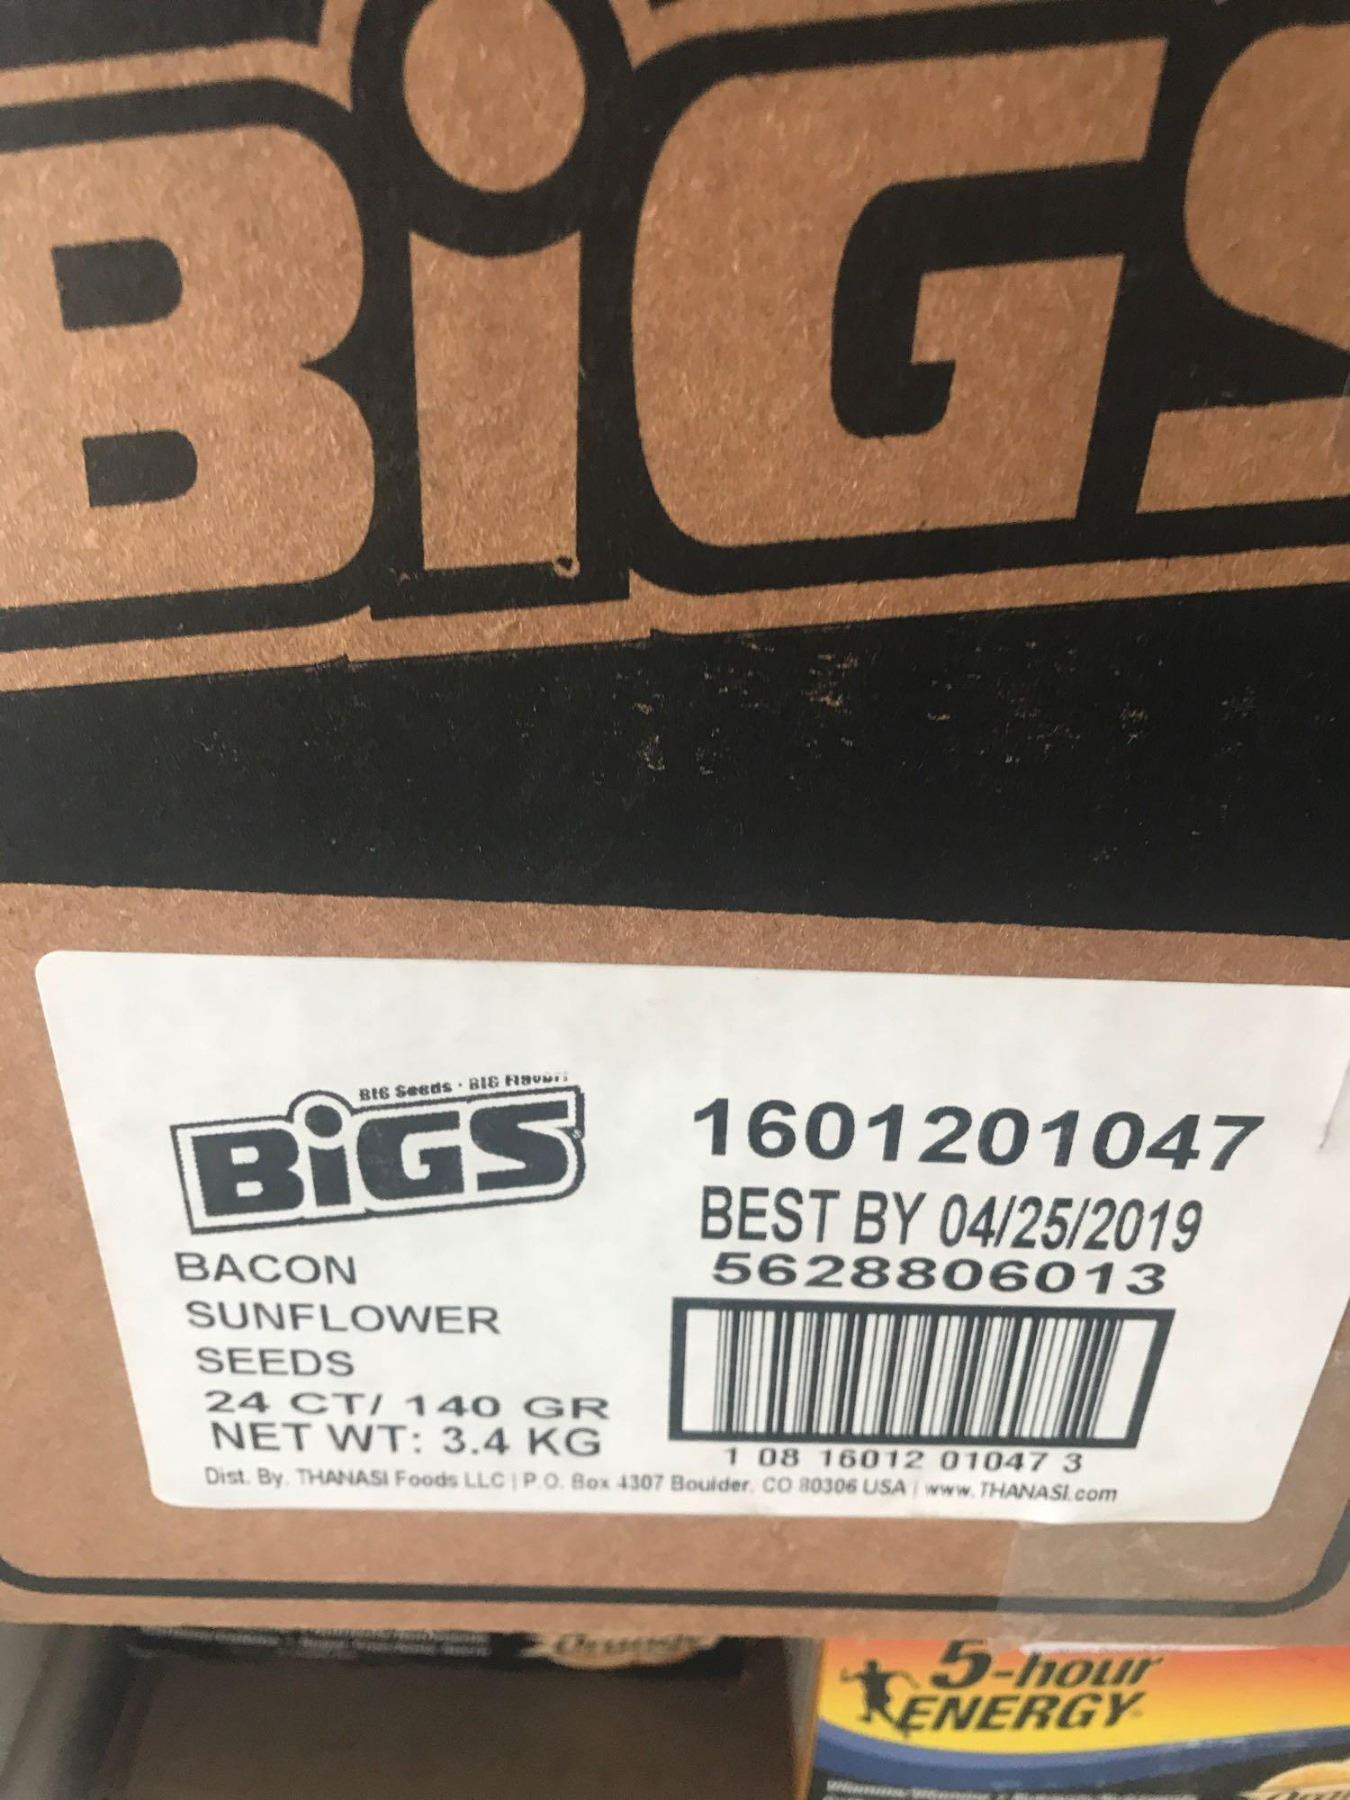 BiGS
BIG Seeds · BIG Flavor!
BiGS
1601201047
BEST BY 04/25/2019
5628806013
BACON
SUNFLOWER
SEEDS
24 CT/ 140 GR
NET WT: 3.4 KG
1 08 16012 01047 3
Dist. By. THANASI Foods LLC | P.O. Box 4307 Boulder, CO 80306 USA | www.THANASI.com
5-hour
ENERGY